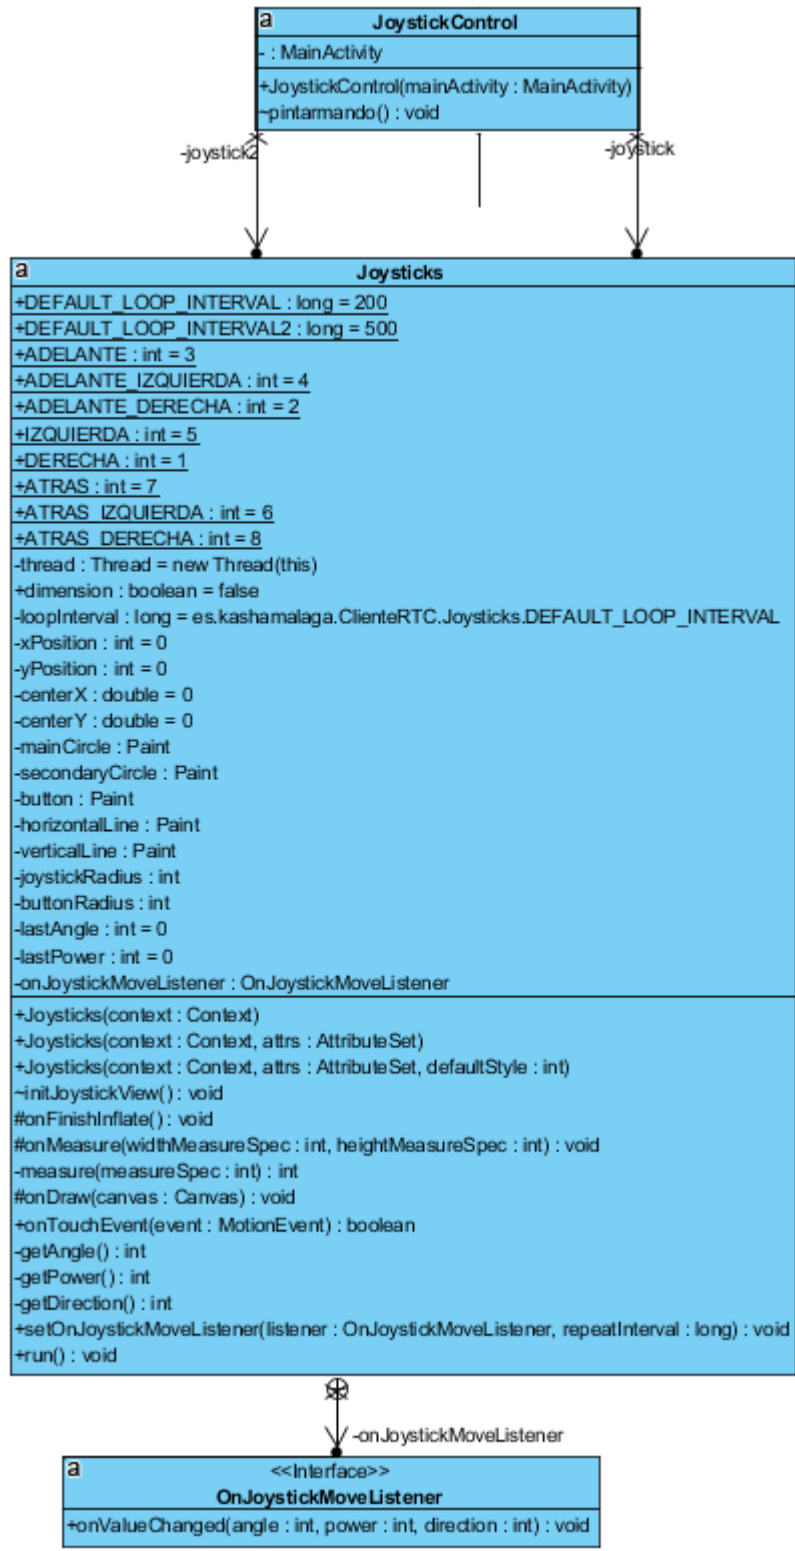 a
JoystickControl
- : MainActivity
+JoystickControl(mainActivity : MainActivity)
~pintarmando() : void
-joystick2
-joystick
a
Joysticks
+DEFAULT_LOOP_INTERVAL : long = 200
+DEFAULT_LOOP_INTERVAL2 : long = 500
+ADELANTE : int = 3
+ADELANTE_IZQUIERDA : int = 4
+ADELANTE_DERECHA : int = 2
+IZQUIERDA : int = 5
+DERECHA : int = 1
+ATRAS : int = 7
+ATRAS_IZQUIERDA : int = 6
+ATRAS_DERECHA : int = 8
-thread : Thread = new Thread(this)
+dimension : boolean = false
-loopInterval : long = es.kashamalaga.ClienteRTC.Joysticks.DEFAULT_LOOP_INTERVAL
-xPosition : int = 0
-yPosition : int = 0
-centerX : double = 0
-centerY : double = 0
-mainCircle : Paint
-secondaryCircle : Paint
-button : Paint
-horizontalLine : Paint
-verticalLine : Paint
-joystickRadius : int
-buttonRadius : int
-lastAngle : int = 0
-lastPower : int = 0
-onJoystickMoveListener : OnJoystickMoveListener
+Joysticks(context : Context)
+Joysticks(context : Context, attrs : AttributeSet)
+Joysticks(context : Context, attrs : AttributeSet, defaultStyle : int)
~initJoystickView() : void
#onFinishInflate() : void
#onMeasure(widthMeasureSpec : int, heightMeasureSpec : int) : void
-measure(measureSpec : int) : int
#onDraw(canvas : Canvas) : void
+onTouchEvent(event : MotionEvent) : boolean
-getAngle() : int
-getPower() : int
-getDirection() : int
+setOnJoystickMoveListener(listener : OnJoystickMoveListener, repeatInterval : long) : void
+run() : void
-onJoystickMoveListener
a
<<Interface>>
OnJoystickMoveListener
+onValueChanged(angle : int, power : int, direction : int) : void